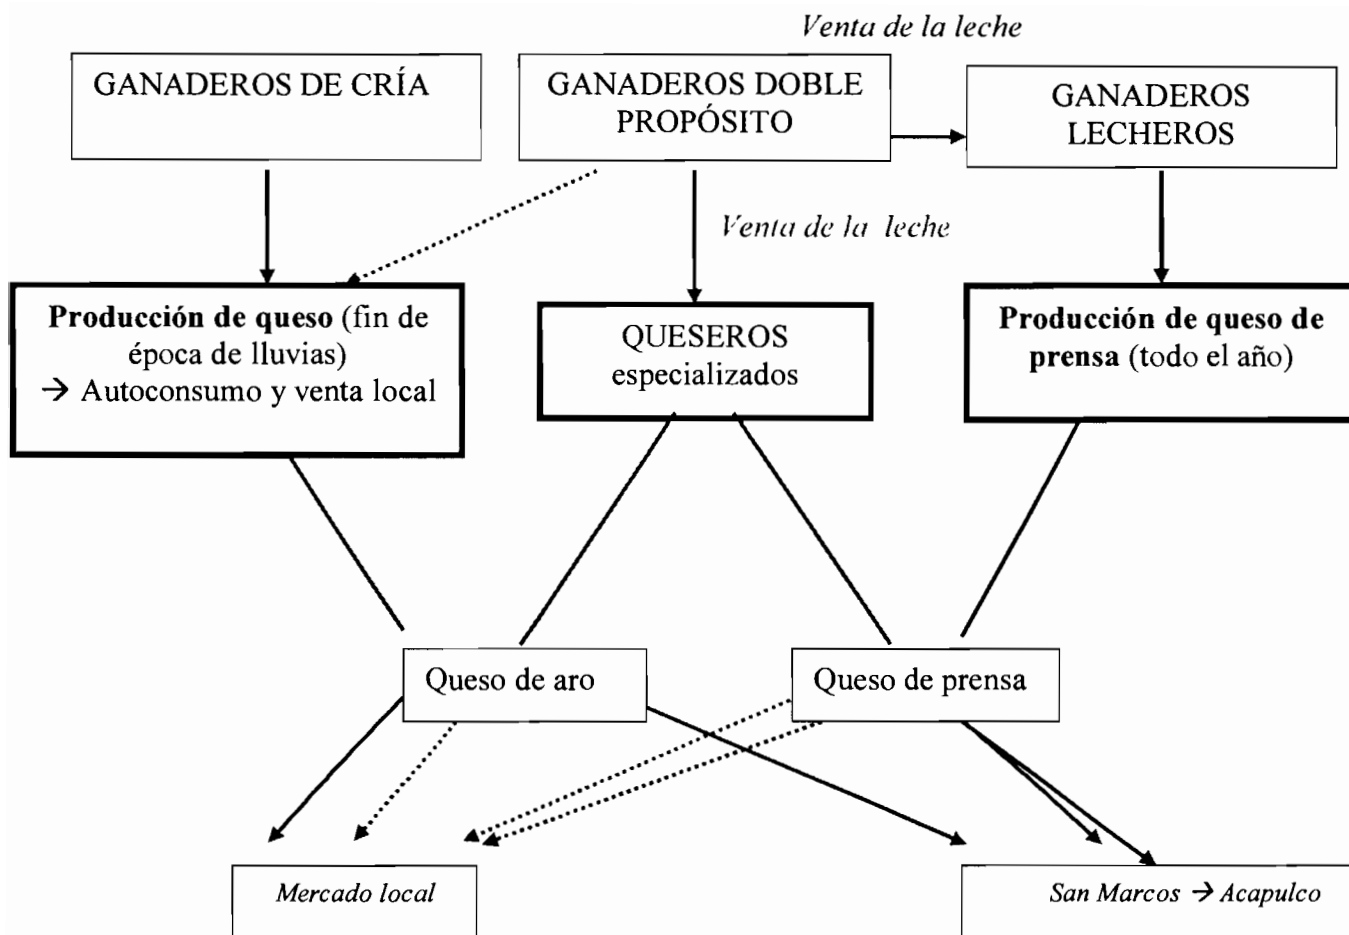 Venta de la leche
GANADEROS DE CRÍA
GANADEROS DOBLE
PROPÓSITO
GANADEROS
LECHEROS
Venta de la leche
Producción de queso (fin de
época de lluvias)
→ Autoconsumo y venta local
QUESEROS
especializados
Producción de queso de
prensa (todo el año)
Queso de aro
Queso de prensa
Mercado local
San Marcos → Acapulco